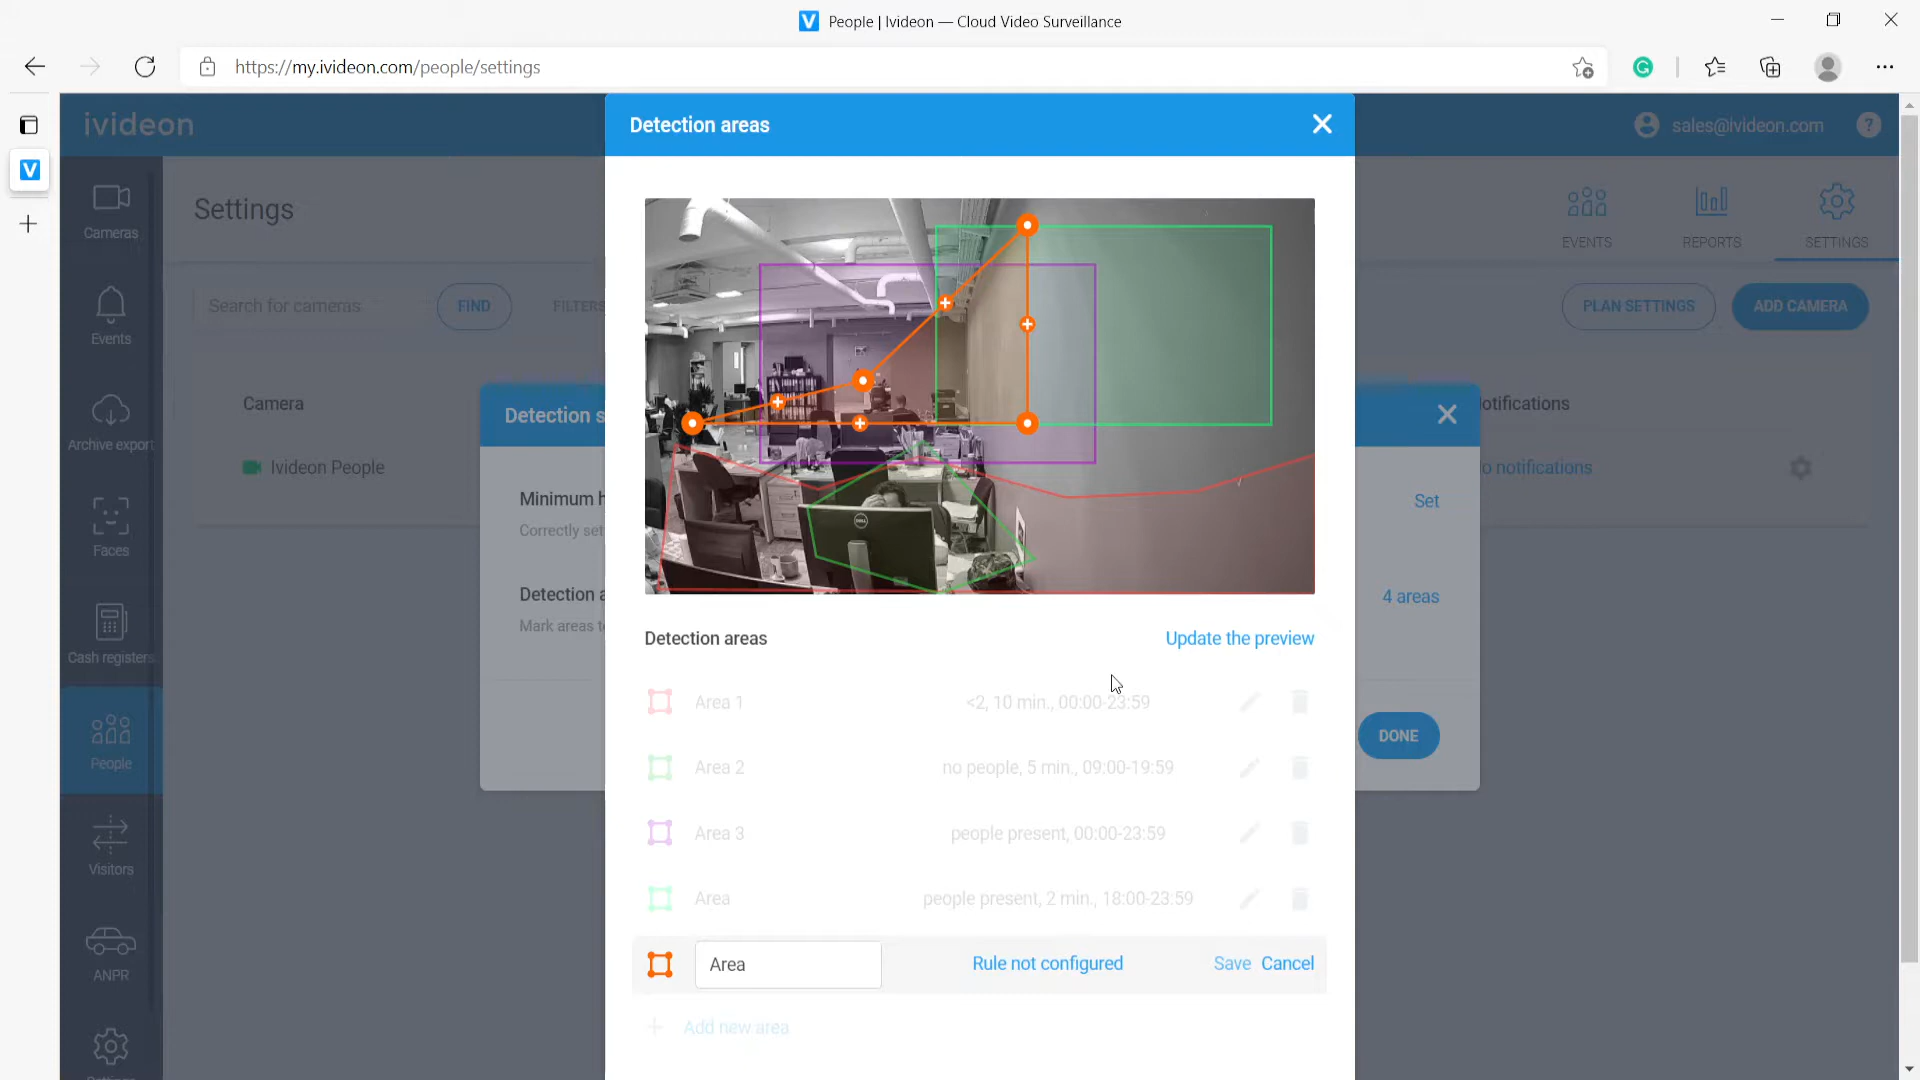 People | Ivideon — Cloud Video Surveillance
https://my.ivideon.com/people/settings
ivideon
Detection areas
sales@ivideon.com
?
Cameras
Settings
EVENTS
REPORTS
SETTINGS
Search for cameras
FIND
FILTERS
PLAN SETTINGS
ADD CAMERA
Events
Camera
Detection s
otifications
Archive export
Ivideon People
o notifications
Minimum h
Set
Correctly set
DELL
Faces
Detection a
4 areas
Mark areas t
Detection areas
Update the preview
Cash registers
Area 1
<2, 10 min., 00:00-23:59
DONE
People
Area 2
no people, 5 min., 09:00-19:59
Area 3
people present, 00:00-23:59
Visitors
Area
people present, 2 min., 18:00-23:59
ANPR
Area
Rule not configured
Save
Cancel
Add new area